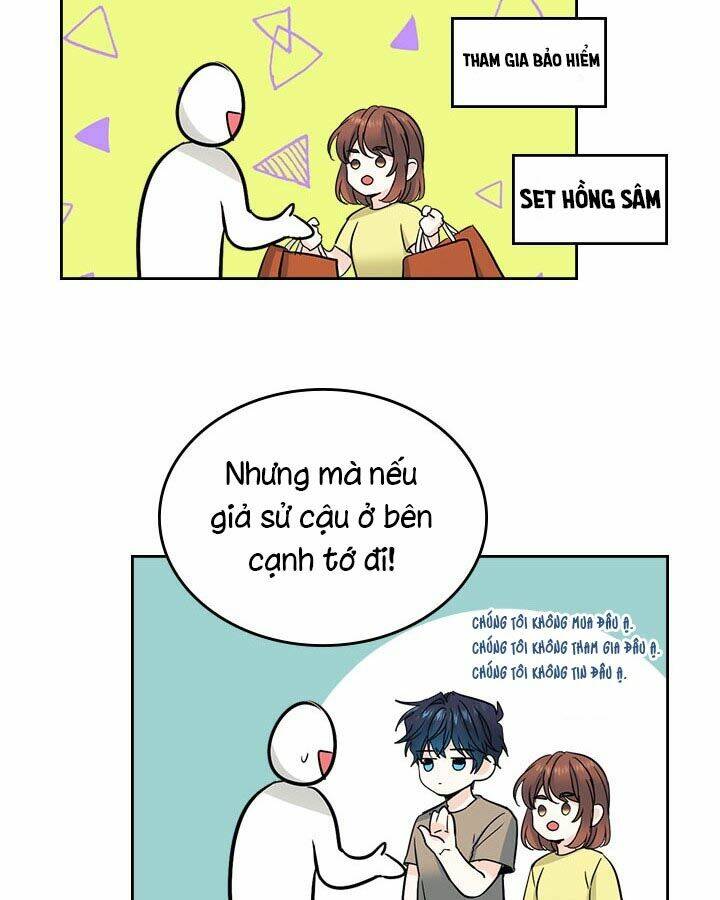 THAM GIA BẢO HIỂM
SET HỒNG SÂM
Nhưng mà nếu
giả sử cậu ở bên
cạnh tớ đi!
CHÚNG TÔI KHÔNG MUA ĐÂU Ạ.
CHÚNG TÔI KHÔNG THAM GIA ĐÂU Ạ.
CHÚNG TÔI KHÔNG TIN ĐÂU Ạ.